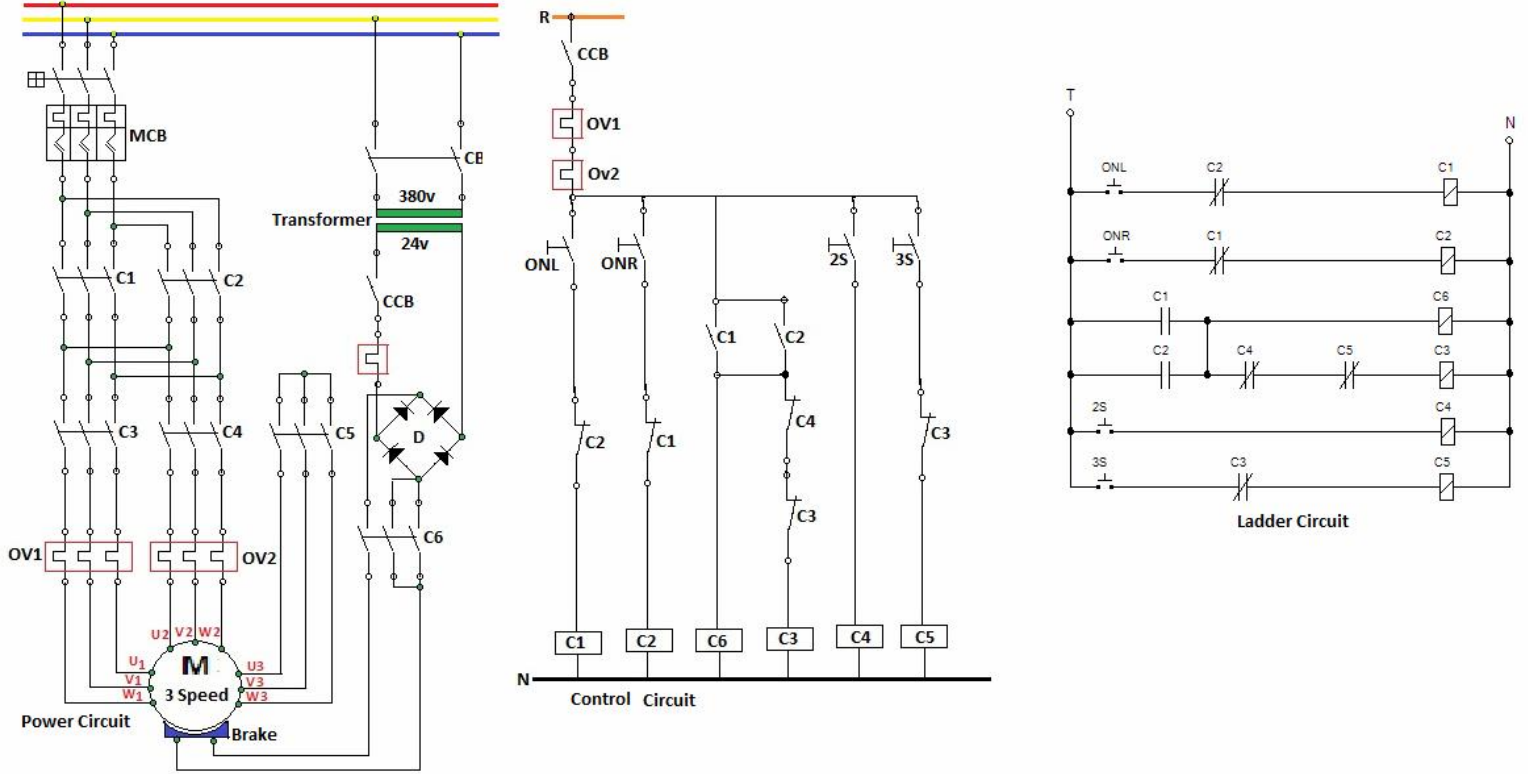 MCB
C1
C2
C3
C4
C5
OV1
OV2
U2 V2 W2
U1
V1
W1
M
3 Speed
U3
V3
W3
Brake
Power Circuit
CB
380v
Transformer
24v
CCB
D
C6
R
CCB
OV1
Ov2
ONL
ONR
2S
3S
C1
C2
C2
C1
C4
C3
C3
C1
C2
C6
C3
C4
C5
N
Control Circuit
T
N
ONL C2 C1
ONR C1 C2
C1 C6
C2 C4 C5 C3
2S C4
3S C3 C5
Ladder Circuit